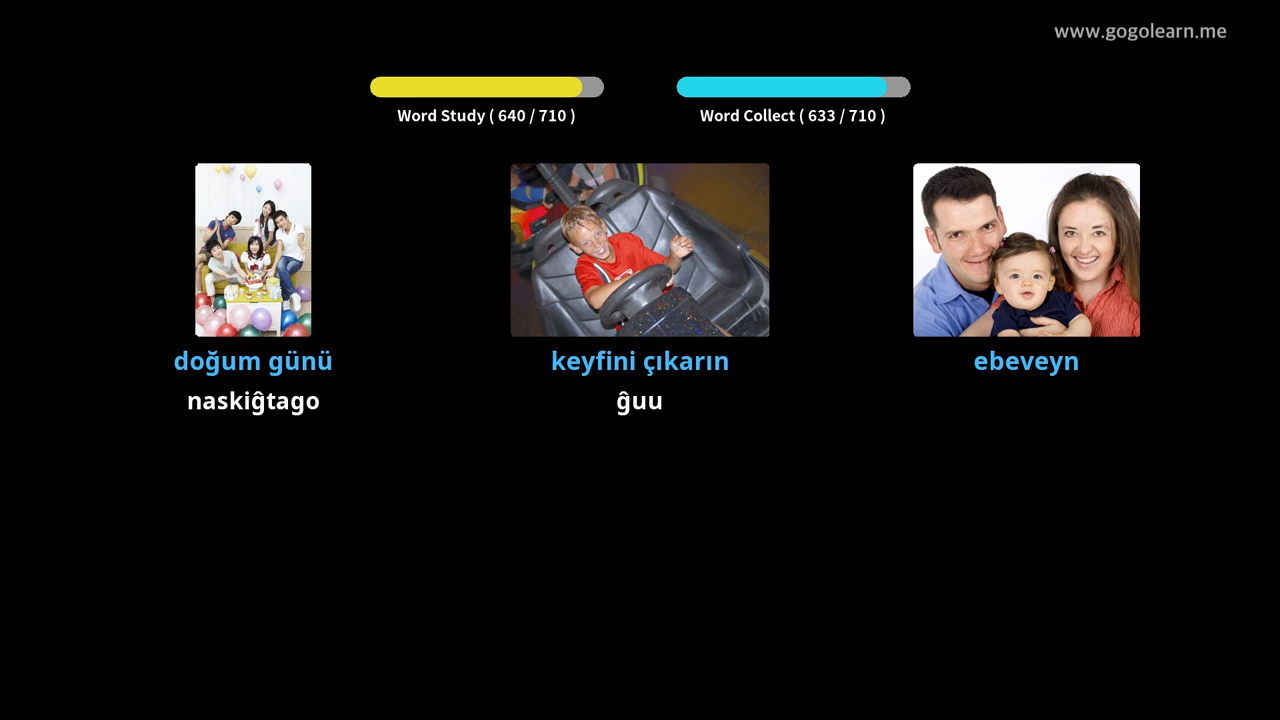 www.gogolearn.me
Word Study ( 640 / 710 )
Word Collect ( 633 / 710 )
doğum günü
keyfini çıkarın
ebeveyn
naskiĝtago
ĝuu